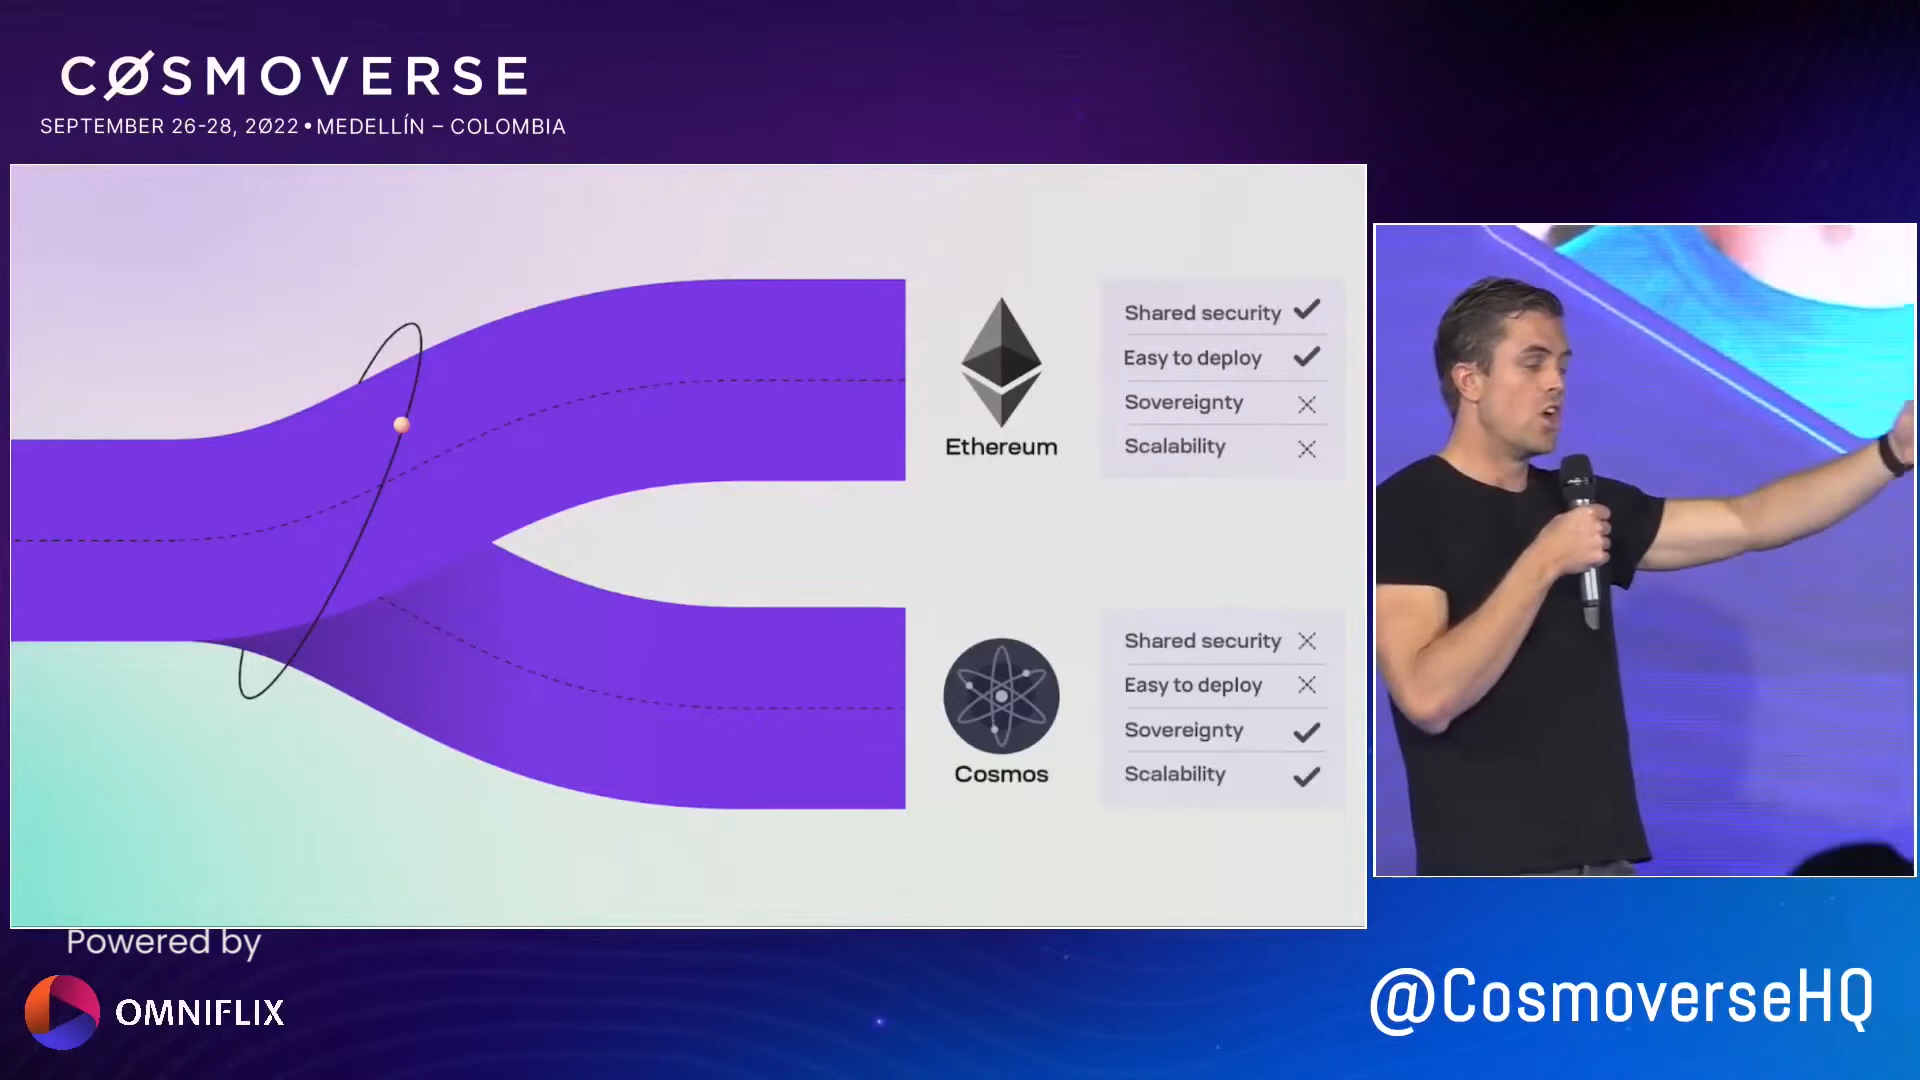 CØSMOVERSE
SEPTEMBER 26-28, 2Ø22 • MEDELLÍN – COLOMBIA
Ethereum
Shared security ✓
Easy to deploy ✓
Sovereignty ×
Scalability ×
Cosmos
Shared security ×
Easy to deploy ×
Sovereignty ✓
Scalability ✓
Powered by
OMNIFLIX
@CosmoverseHQ